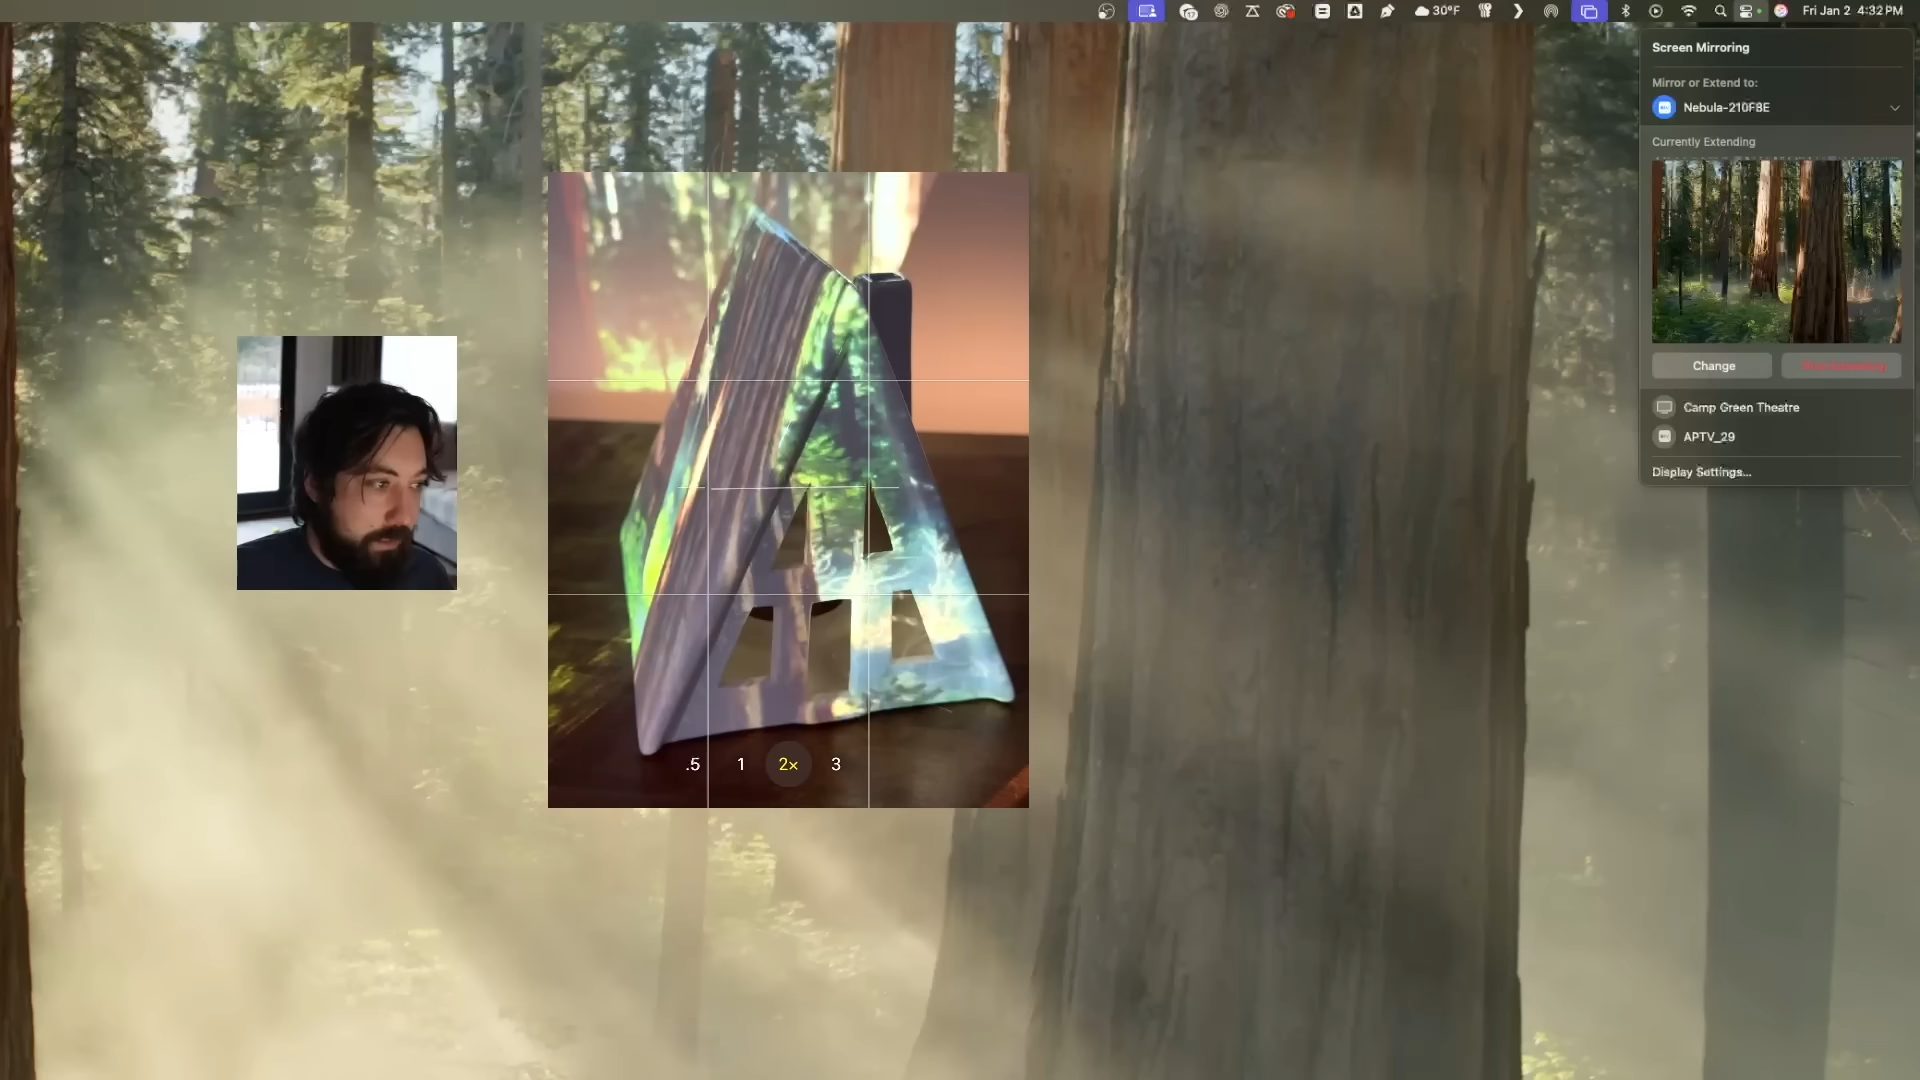 30°F
Fri Jan 2 4:32 PM
Screen Mirroring
Mirror or Extend to:
Nebula-210F8E
Currently Extending
Change
Camp Green Theatre
APTV_29
Display Settings...
.5 1 2× 3